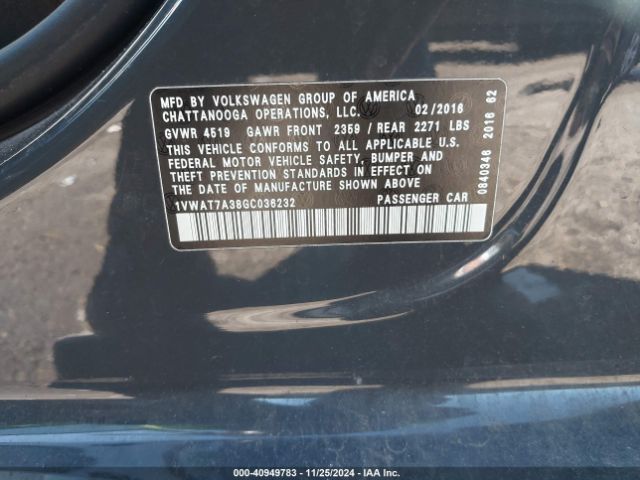 MFD BY VOLKSWAGEN GROUP OF AMERICA
CHATTANOOGA OPERATIONS, LLC. 02/2016
GVWR 4519 GAWR FRONT 2359 / REAR 2271 LBS
THIS VEHICLE CONFORMS TO ALL APPLICABLE U.S.
FEDERAL MOTOR VEHICLE SAFETY, BUMPER AND
THEFT PREVENTION STANDARDS IN EFFECT ON
THE DATE OF MANUFACTURE SHOWN ABOVE
1VWAT7A38GC036232 PASSENGER CAR
0840346 2016 62
000-40949783 - 11/25/2024 - IAA Inc.